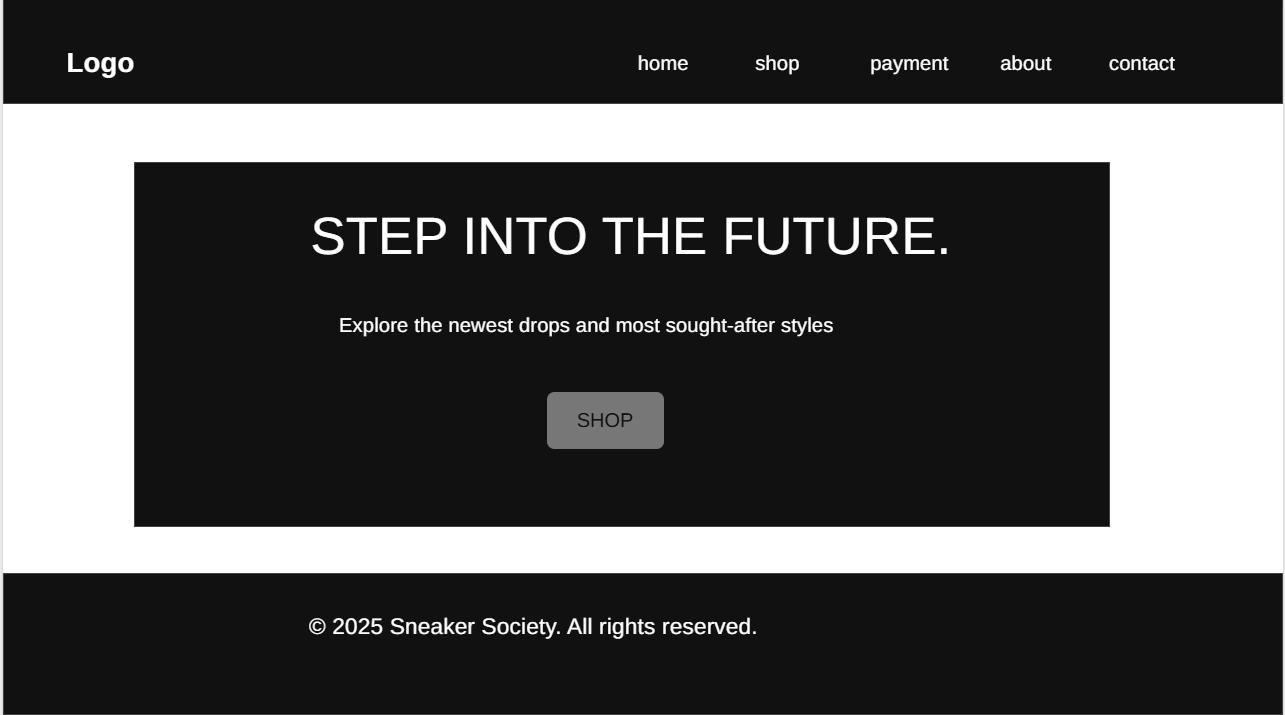 Logo home shop payment about contact
STEP INTO THE FUTURE.
Explore the newest drops and most sought-after styles
SHOP
© 2025 Sneaker Society. All rights reserved.